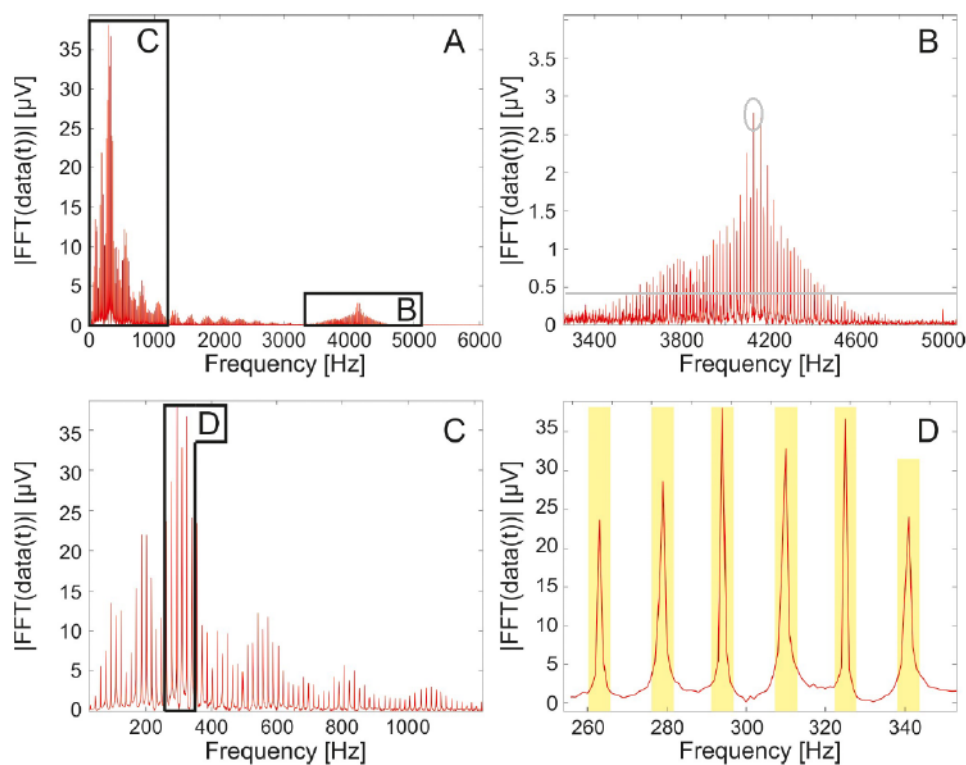 C
A
|FFT(data(t))| [µV]
35
30
25
20
15
10
5
0
B
0 1000 2000 3000 4000 5000 6000
Frequency [Hz]
B
|FFT(data(t))| [µV]
3.5
3
2.5
2
1.5
1
0.5
0
3400 3800 4200 4600 5000
Frequency [Hz]
D
C
|FFT(data(t))| [µV]
35
30
25
20
15
10
5
0
200 400 600 800 1000
Frequency [Hz]
D
|FFT(data(t))| [µV]
35
30
25
20
15
10
5
0
260 280 300 320 340
Frequency [Hz]